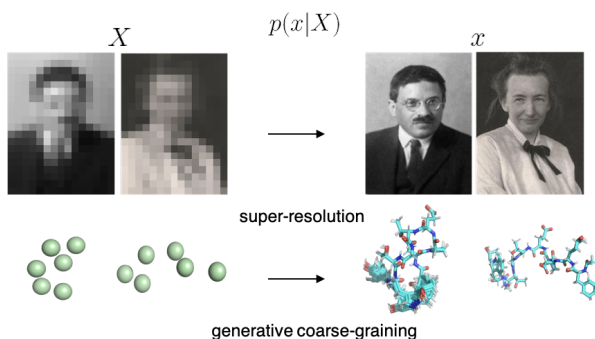 X
p(x|X)
x
super-resolution
generative coarse-graining